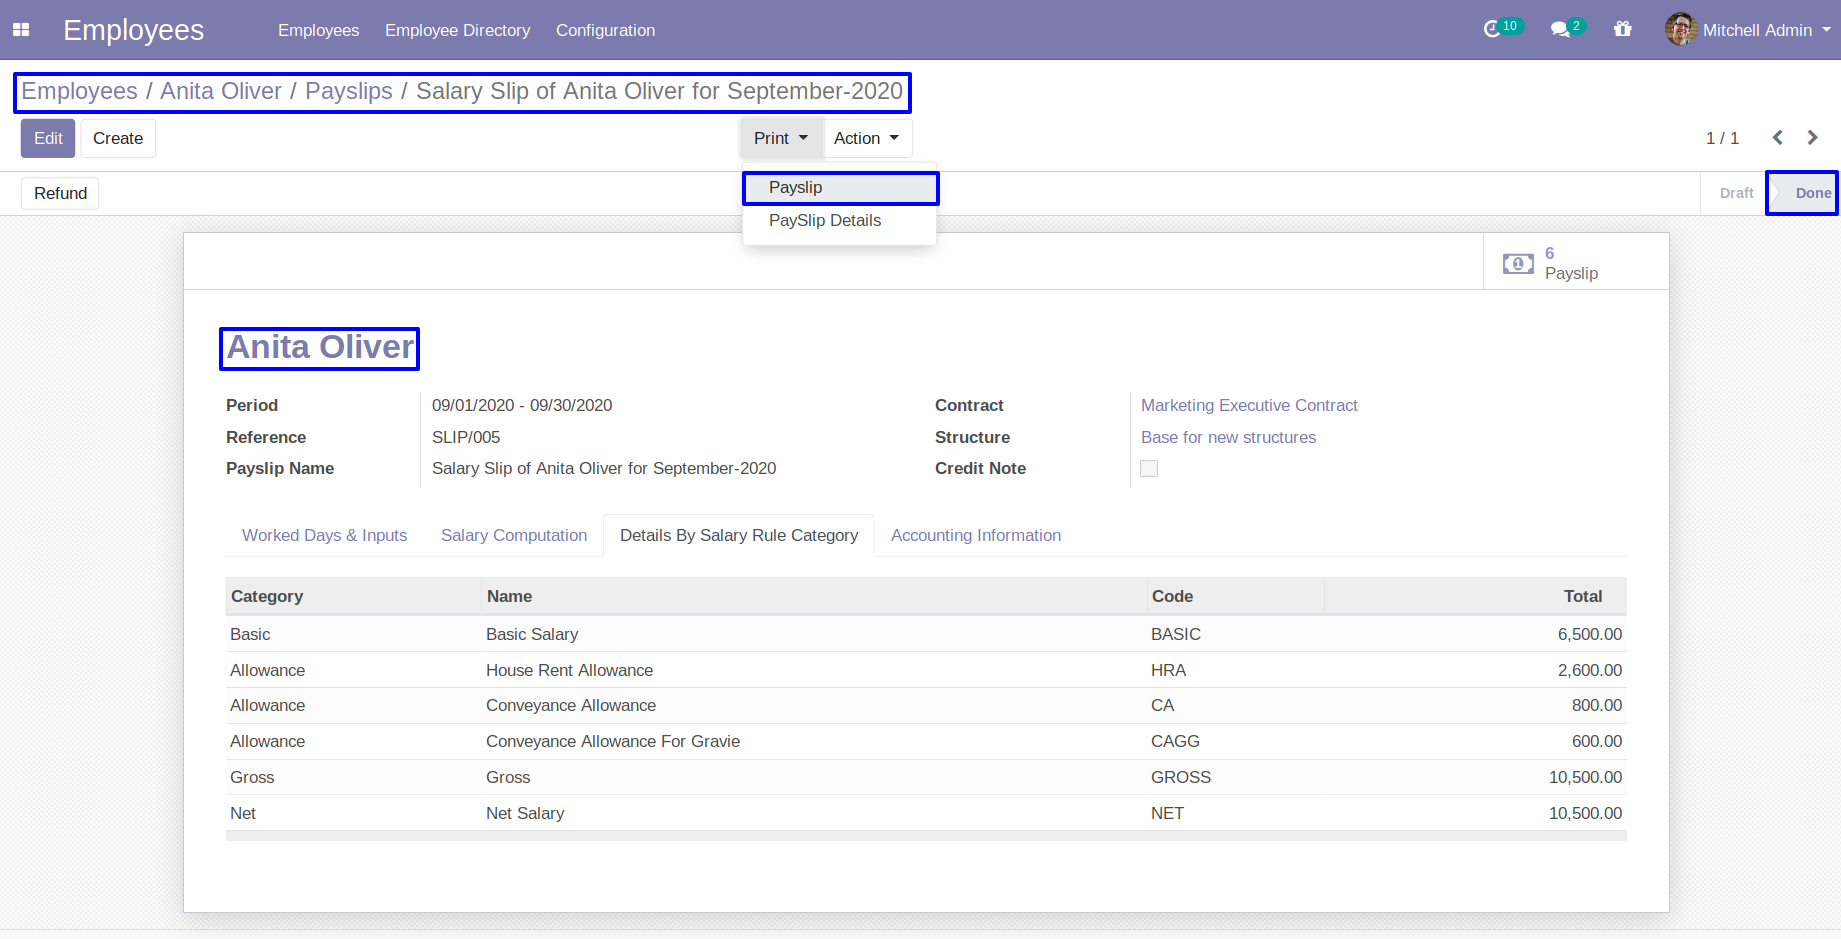 Employees Employees Employee Directory Configuration 10 2 Mitchell Admin
Employees / Anita Oliver / Payslips / Salary Slip of Anita Oliver for September-2020
Edit Create Print Action 1 / 1
Refund Payslip Draft Done
PaySlip Details
6
Payslip
Anita Oliver
Period 09/01/2020 - 09/30/2020 Contract Marketing Executive Contract
Reference SLIP/005 Structure Base for new structures
Payslip Name Salary Slip of Anita Oliver for September-2020 Credit Note
Worked Days & Inputs Salary Computation Details By Salary Rule Category Accounting Information
Category Name Code Total
Basic Basic Salary BASIC 6,500.00
Allowance House Rent Allowance HRA 2,600.00
Allowance Conveyance Allowance CA 800.00
Allowance Conveyance Allowance For Gravie CAGG 600.00
Gross Gross GROSS 10,500.00
Net Net Salary NET 10,500.00